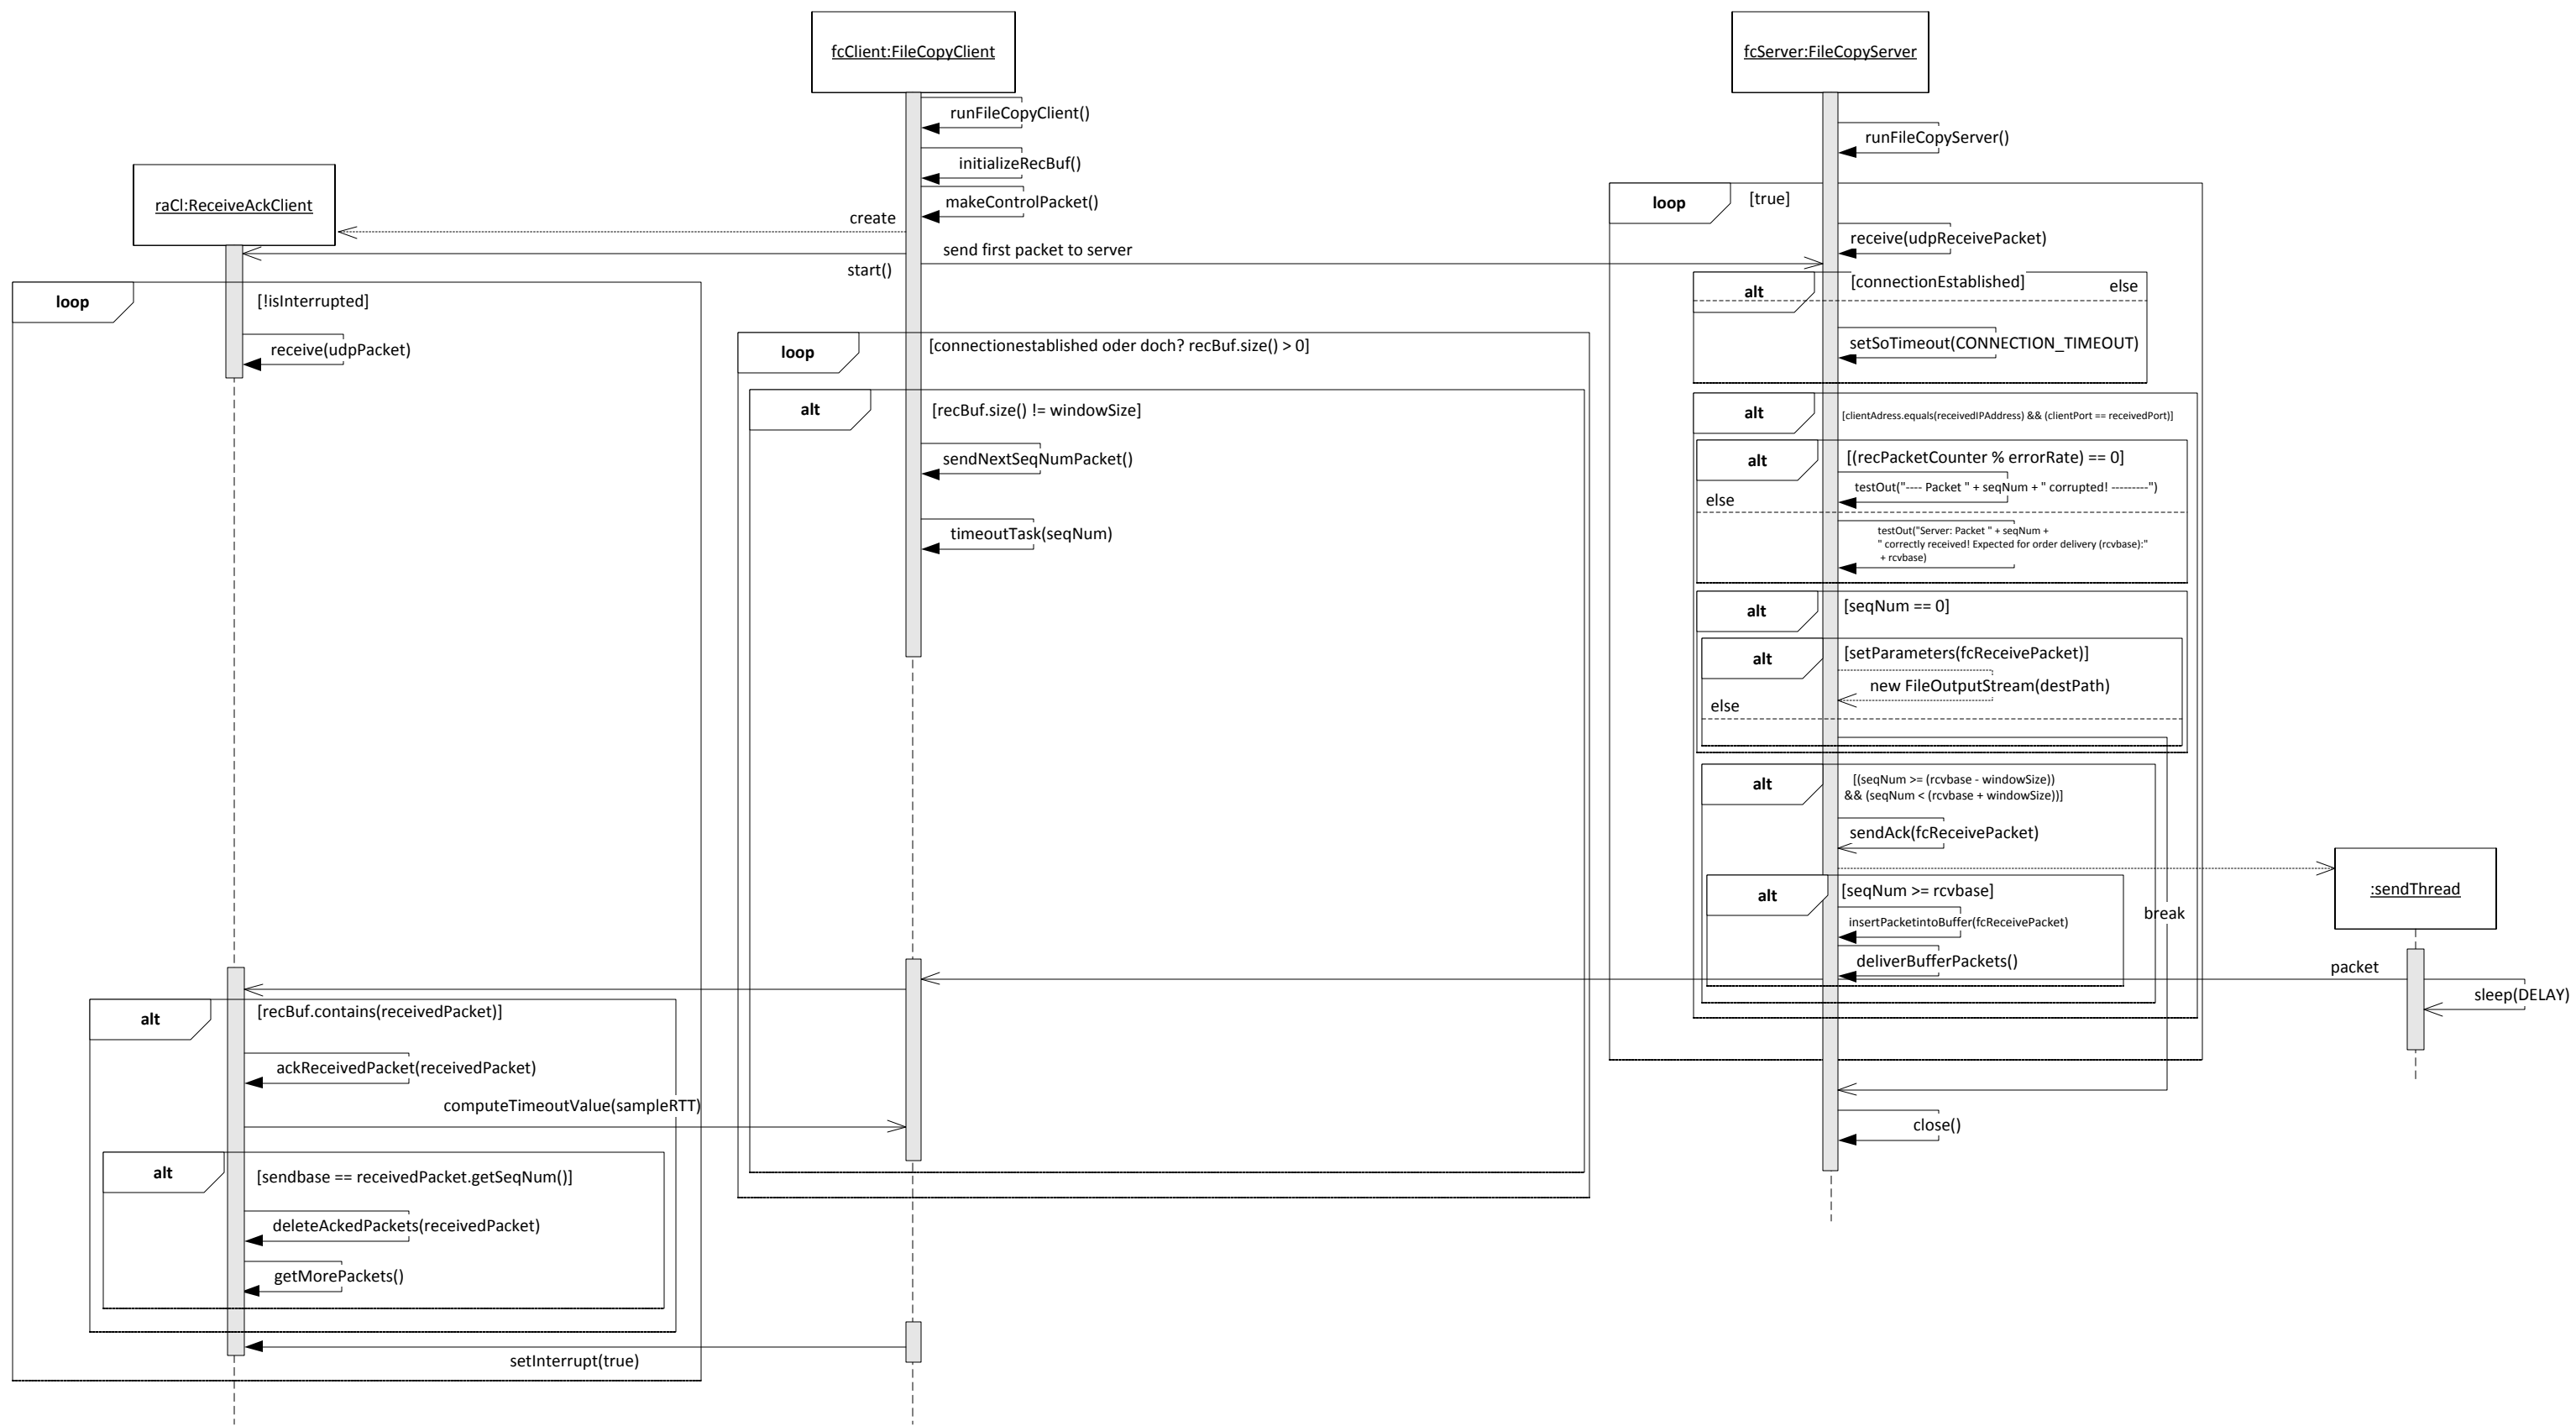 fcClient:FileCopyClient
fcServer:FileCopyServer
runFileCopyClient()
runFileCopyServer()
initializeRecBuf()
raCl:ReceiveAckClient
makeControlPacket()
loop
[true]
create
receive(udpReceivePacket)
send first packet to server
start()
alt
[connectionEstablished]
else
loop
[!isInterrupted]
setSoTimeout(CONNECTION_TIMEOUT)
receive(udpPacket)
loop
[connectionestablished oder doch? recBuf.size() > 0]
alt
[recBuf.size() != windowSize]
alt
[clientAdress.equals(receivedIPAddress) && (clientPort == receivedPort)]
sendNextSeqNumPacket()
alt
[(recPacketCounter % errorRate) == 0]
testOut("---- Packet " + seqNum + " corrupted! ---------")
else
timeoutTask(seqNum)
testOut("Server: Packet " + seqNum +
" correctly received! Expected for order delivery (rcvbase):"
+ rcvbase)
alt
[seqNum == 0]
alt
[setParameters(fcReceivePacket)]
new FileOutputStream(destPath)
else
alt
[(seqNum >= (rcvbase - windowSize))
&& (seqNum < (rcvbase + windowSize))]
sendAck(fcReceivePacket)
:sendThread
alt
[seqNum >= rcvbase]
break
insertPacketintoBuffer(fcReceivePacket)
deliverBufferPackets()
packet
sleep(DELAY)
alt
[recBuf.contains(receivedPacket)]
ackReceivedPacket(receivedPacket)
computeTimeoutValue(sampleRTT)
close()
alt
[sendbase == receivedPacket.getSeqNum()]
deleteAckedPackets(receivedPacket)
getMorePackets()
setInterrupt(true)